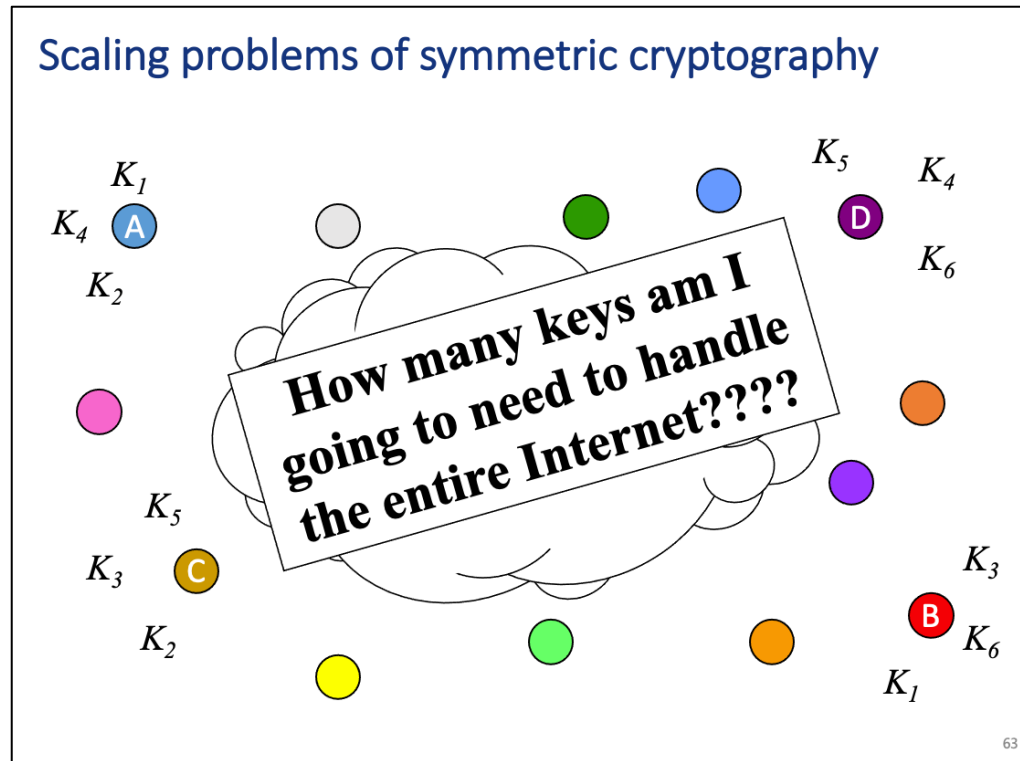 Scaling problems of symmetric cryptography
K1
K4
A
K2
K5
K4
D
K6
How many keys am I
going to need to handle
the entire Internet????
K5
K3
C
K2
K3
B
K6
K1
63